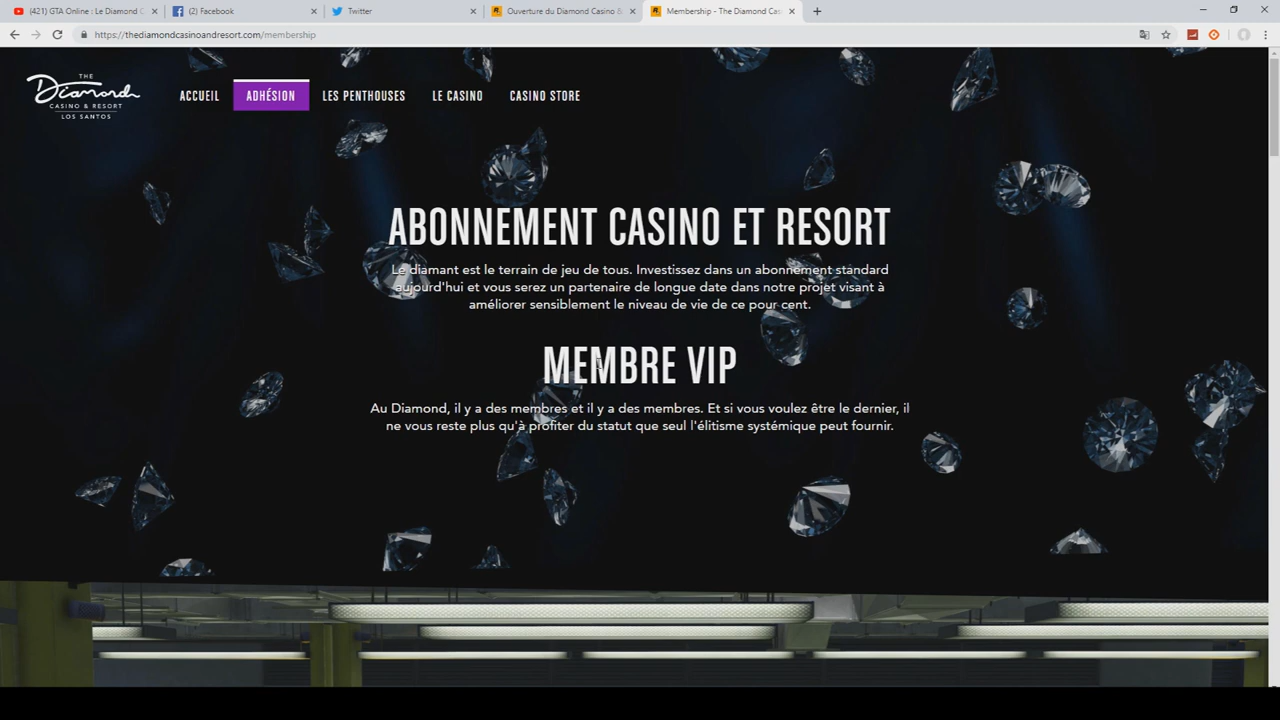 (421) GTA Online : Le Diamond C
(2) Facebook
Twitter
Ouverture du Diamond Casino &
Membership - The Diamond Cas
https://thediamondcasinoandresort.com/membership
THE
Diamond
CASINO & RESORT
LOS SANTOS
ACCUEIL
ADHÉSION
LES PENTHOUSES
LE CASINO
CASINO STORE
ABONNEMENT CASINO ET RESORT
Le diamant est le terrain de jeu de tous. Investissez dans un abonnement standard
aujourd'hui et vous serez un partenaire de longue date dans notre projet visant à
améliorer sensiblement le niveau de vie de ce pour cent.
MEMBRE VIP
Au Diamond, il y a des membres et il y a des membres. Et si vous voulez être le dernier, il
ne vous reste plus qu'à profiter du statut que seul l'élitisme systémique peut fournir.